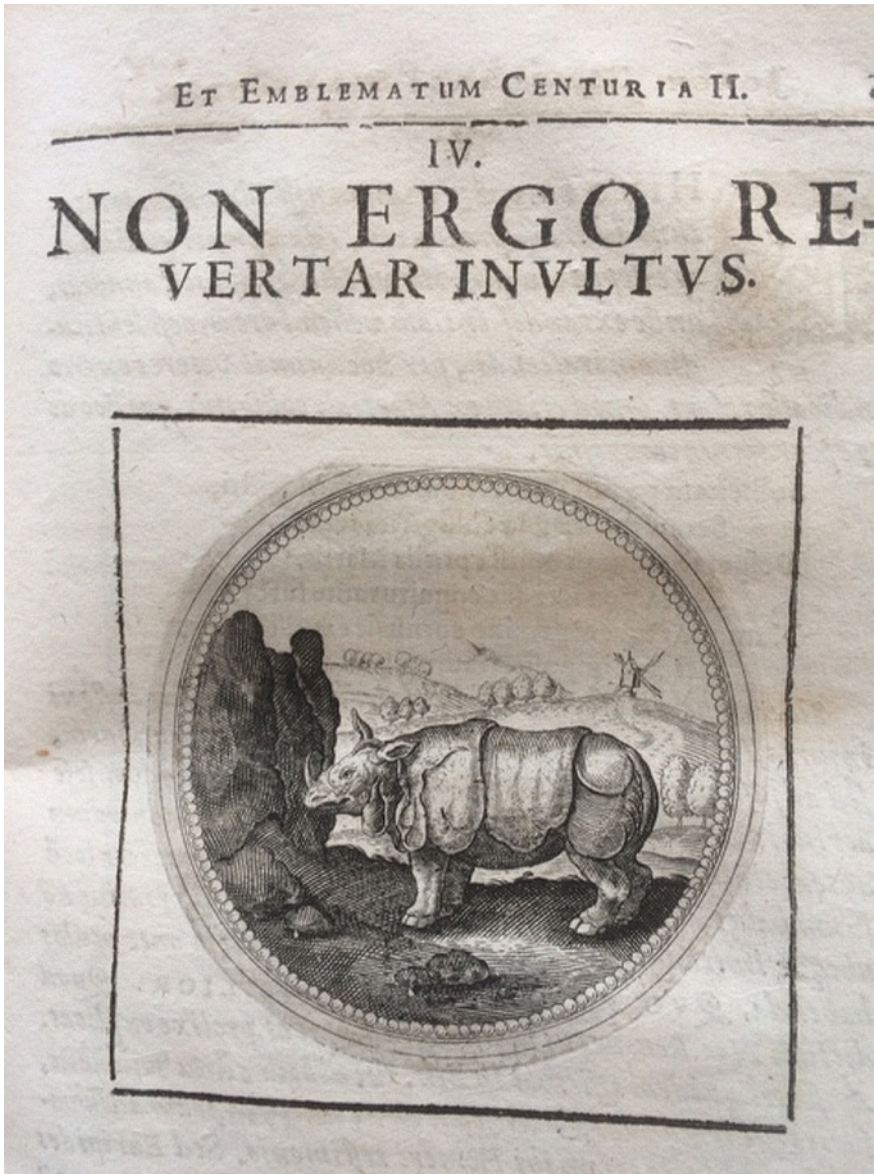 ET EMBLEMATUM CENTURIA II.
IV.
NON ERGO RE-
VERTAR INVLTVS.